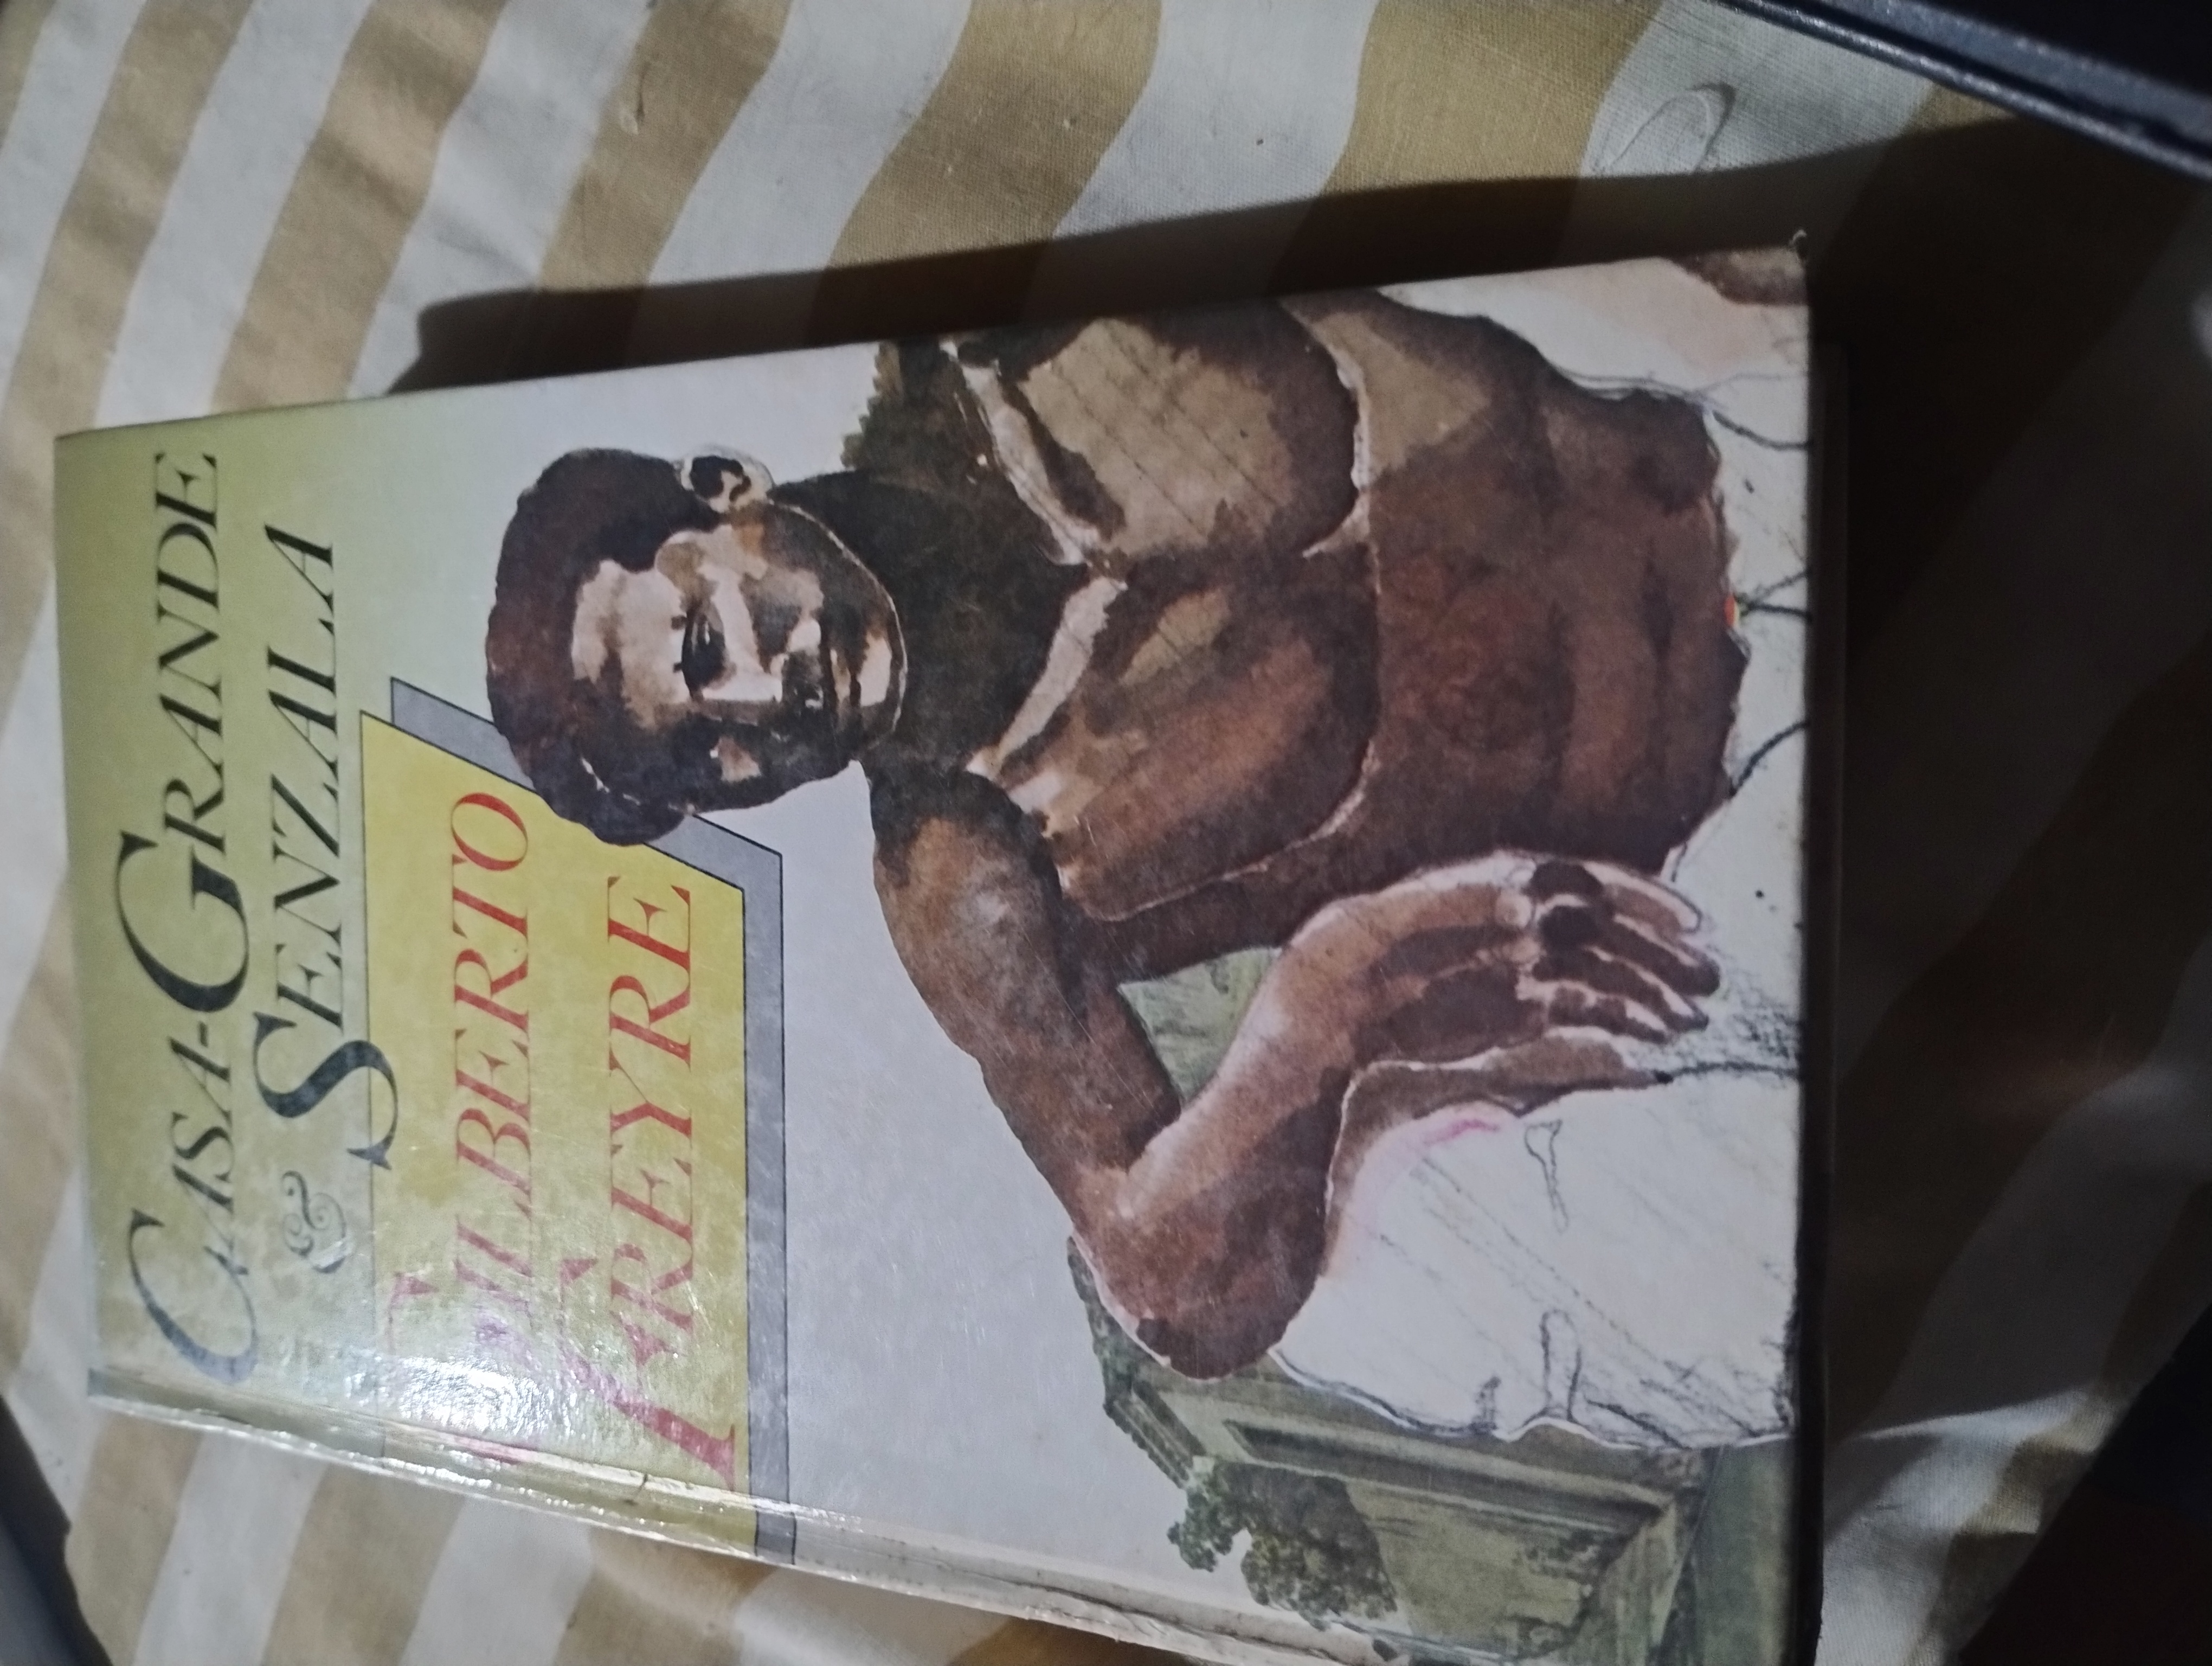 CASA-GRANDE
& SENZALA
GILBERTO
FREYRE